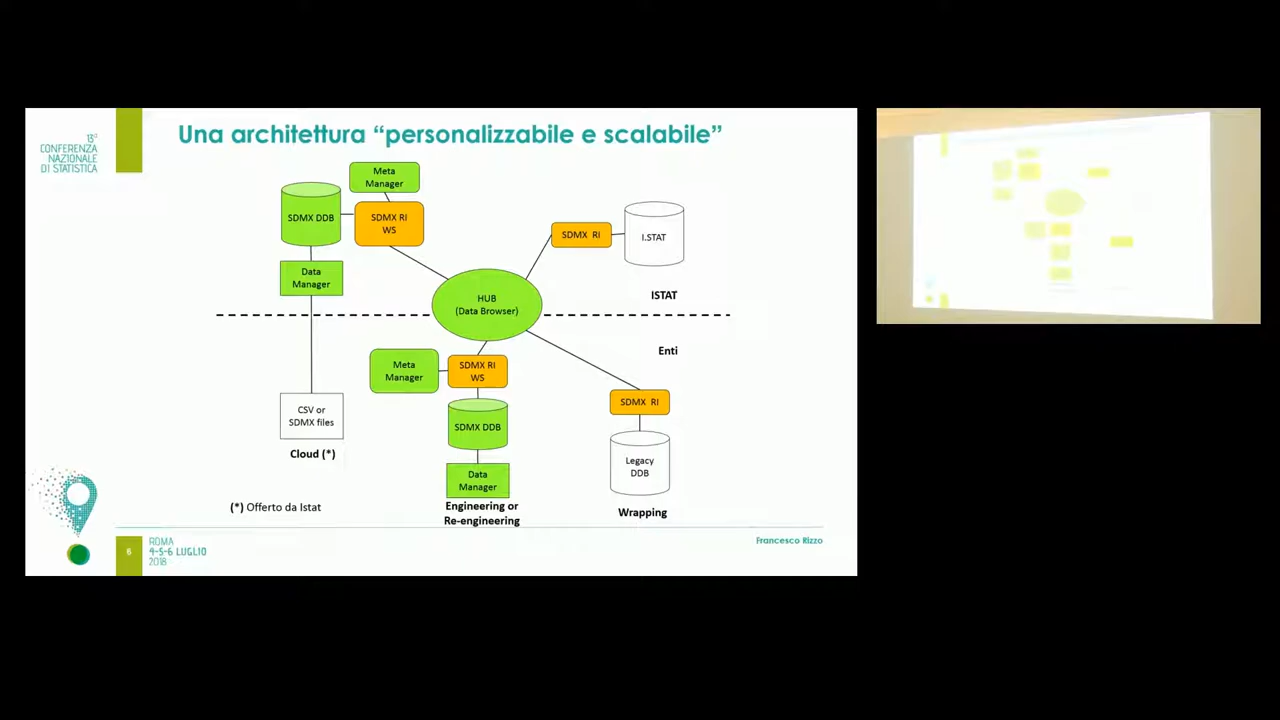 13ª
CONFERENZA
NAZIONALE
DI STATISTICA
Una architettura “personalizzabile e scalabile”
Meta
Manager
SDMX DDB
SDMX RI
WS
SDMX RI
I.STAT
Data
Manager
HUB
(Data Browser)
ISTAT
Enti
Meta
Manager
SDMX RI
WS
CSV or
SDMX files
SDMX RI
SDMX DDB
Cloud (*)
Legacy
DDB
Data
Manager
(*) Offerto da Istat
Engineering or
Re-engineering
Wrapping
6
ROMA
4-5-6 LUGLIO
2018
Francesco Rizzo